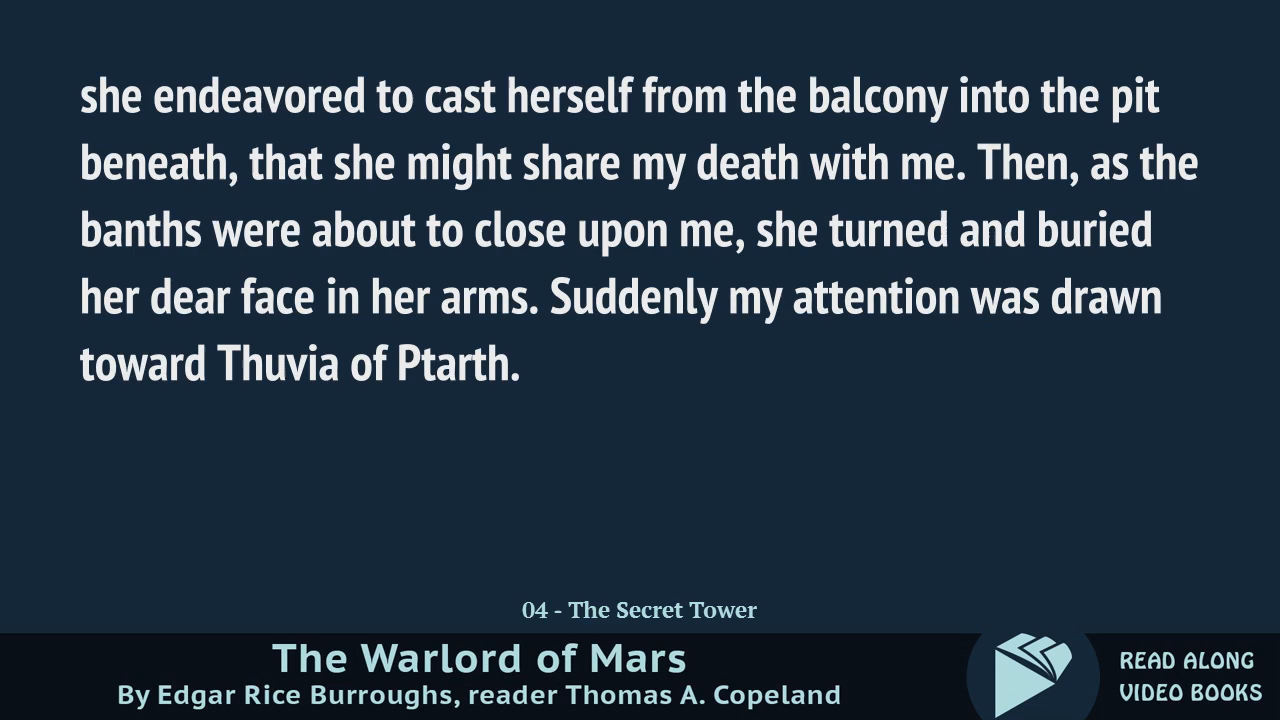 she endeavored to cast herself from the balcony into the pit
beneath, that she might share my death with me. Then, as the
banths were about to close upon me, she turned and buried
her dear face in her arms. Suddenly my attention was drawn
toward Thuvia of Ptarth.
04 - The Secret Tower
The Warlord of Mars
By Edgar Rice Burroughs, reader Thomas A. Copeland
READ ALONG
VIDEO BOOKS